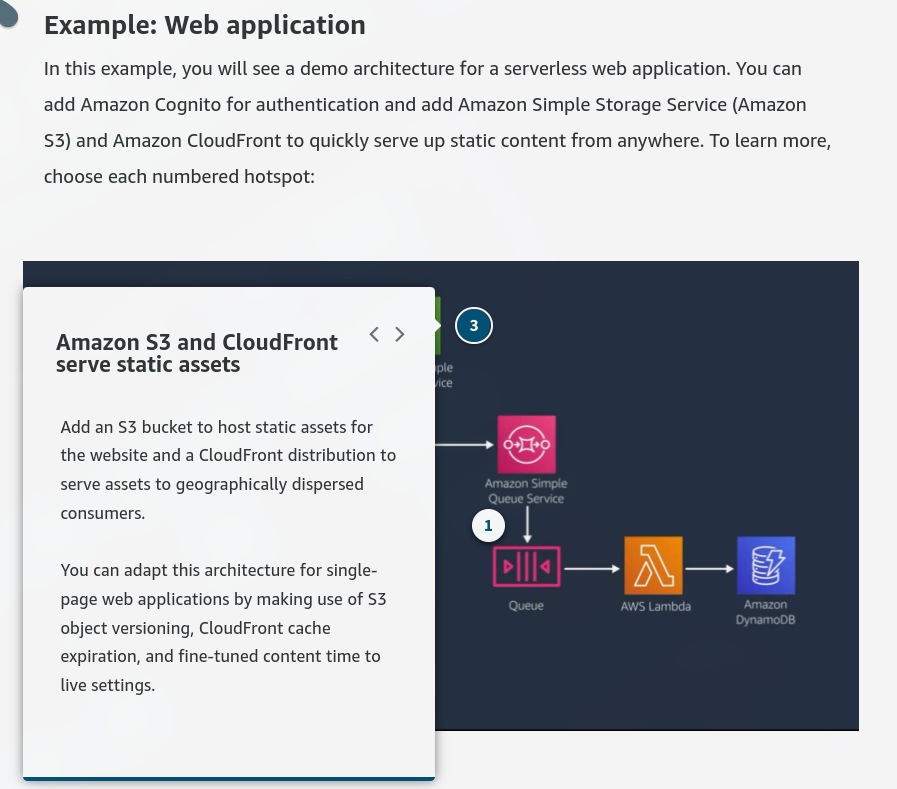 Example: Web application
In this example, you will see a demo architecture for a serverless web application. You can
add Amazon Cognito for authentication and add Amazon Simple Storage Service (Amazon
S3) and Amazon CloudFront to quickly serve up static content from anywhere. To learn more,
choose each numbered hotspot:
Amazon S3 and CloudFront
serve static assets
Add an S3 bucket to host static assets for
the website and a CloudFront distribution to
serve assets to geographically dispersed
consumers.
You can adapt this architecture for single-
page web applications by making use of S3
object versioning, CloudFront cache
expiration, and fine-tuned content time to
live settings.
3
Amazon Simple
Queue Service
1
Queue
AWS Lambda
Amazon
DynamoDB